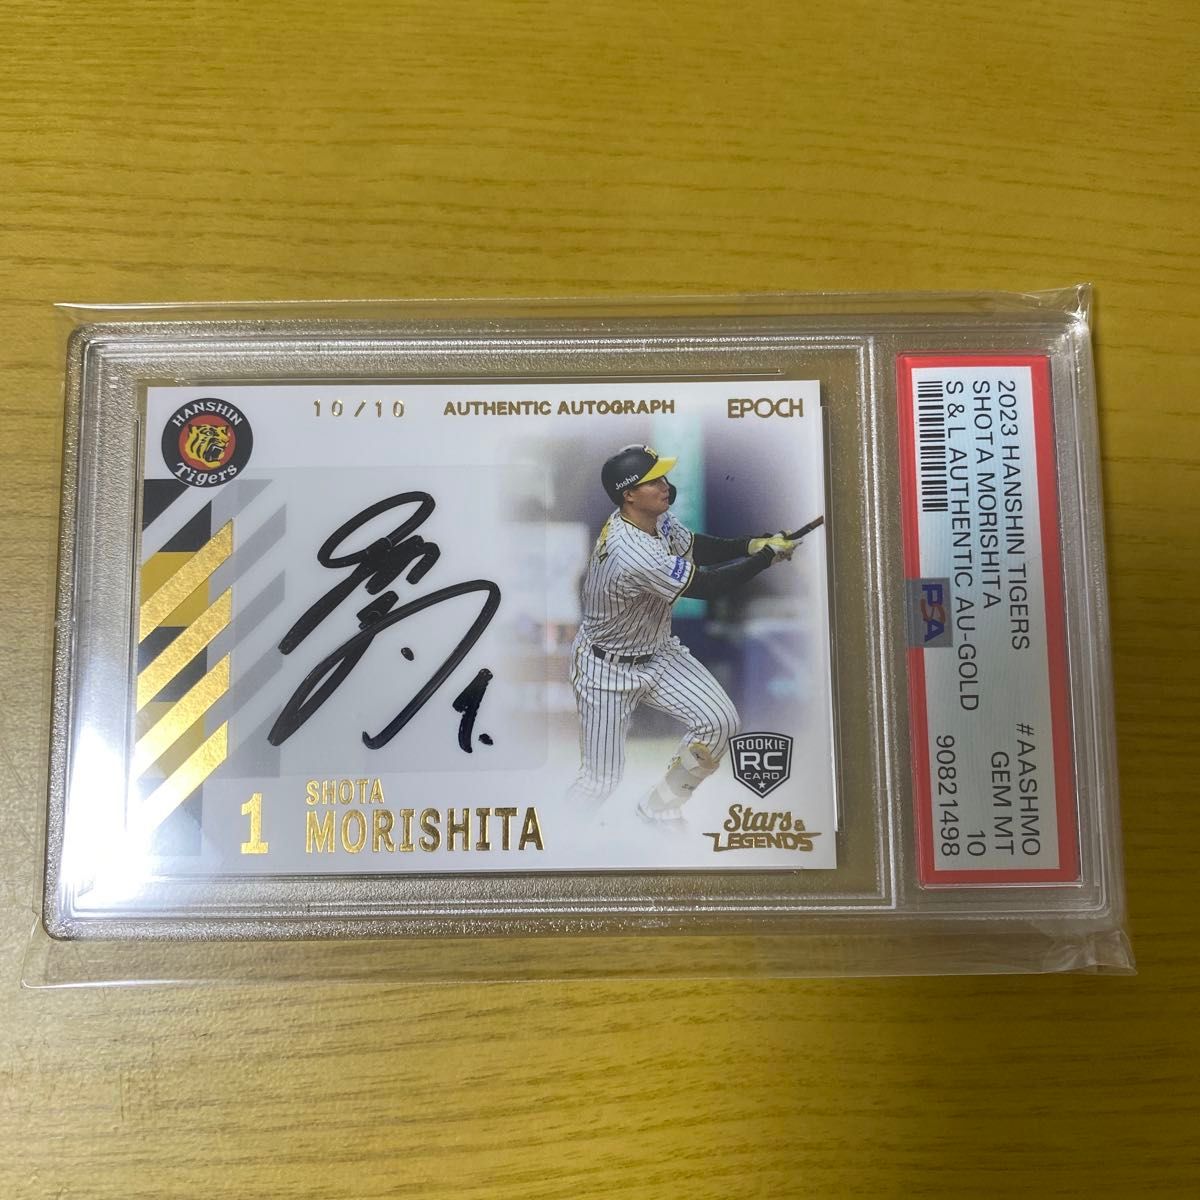 HANSHIN
Tigers
10/10 AUTHENTIC AUTOGRAPH EPOCH
Joshin
1.
ROOKIE
RC
CARD
Stars &
LEGENDS
1 SHOTA
MORISHITA
2023 HANSHIN TIGERS #AASHMO
SHOTA MORISHITA GEM MT
S & L AUTHENTIC AU-GOLD 10
PSA 90821498